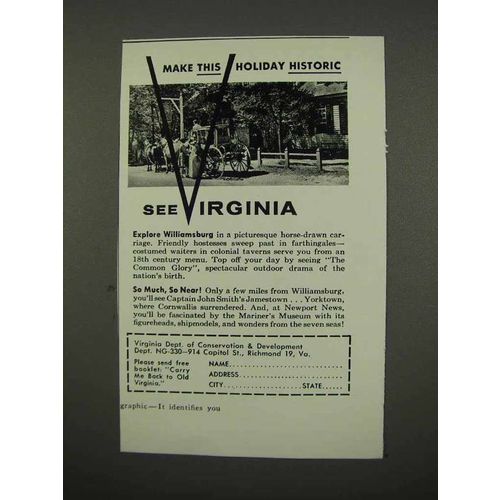 MAKE THIS HOLIDAY HISTORIC
SEE VIRGINIA
Explore Williamsburg in a picturesque horse-drawn car-
riage. Friendly hostesses sweep past in farthingales—
costumed waiters in colonial taverns serve you from an
18th century menu. Top off your day by seeing "The
Common Glory", spectacular outdoor drama of the
nation's birth.
So Much, So Near! Only a few miles from Williamsburg,
you'll see Captain John Smith's Jamestown . . . Yorktown,
where Cornwallis surrendered. And, at Newport News,
you'll be fascinated by the Mariner's Museum with its
figureheads, shipmodels, and wonders from the seven seas!
Virginia Dept. of Conservation & Development
Dept. NG-330—914 Capitol St., Richmond 19, Va.
Please send free
booklet: "Carry
Me Back to Old
Virginia."
NAME
ADDRESS
CITY STATE
graphic—It identifies you